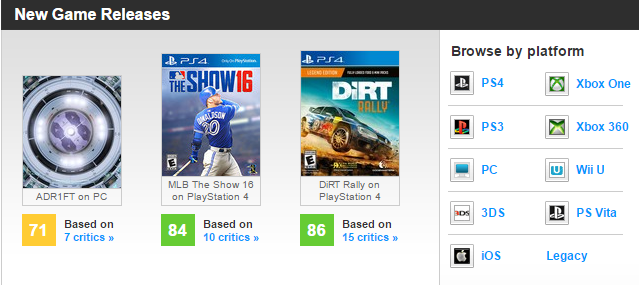 New Game Releases
ADR1FT on PC
71
Based on
7 critics »
PS4
Only On PlayStation
MLB THE SHOW 16
DONALDSON
20
MLB The Show 16
on PlayStation 4
84
Based on
10 critics »
PS4
LEGEND EDITION
DiRT
RALLY
DiRT Rally on
PlayStation 4
86
Based on
15 critics »
Browse by platform
PS4
Xbox One
PS3
Xbox 360
PC
Wii U
3DS
3DS
PS Vita
iOS
Legacy